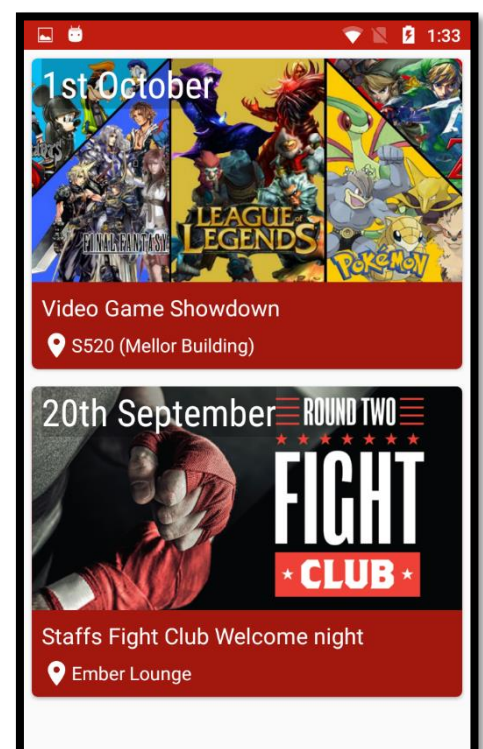 1:33
1st October
FINAL FANTASY
LEAGUE of
LEGENDS
POKéMON
Video Game Showdown
S520 (Mellor Building)
20th September
ROUND TWO
FIGHT
CLUB
Staffs Fight Club Welcome night
Ember Lounge